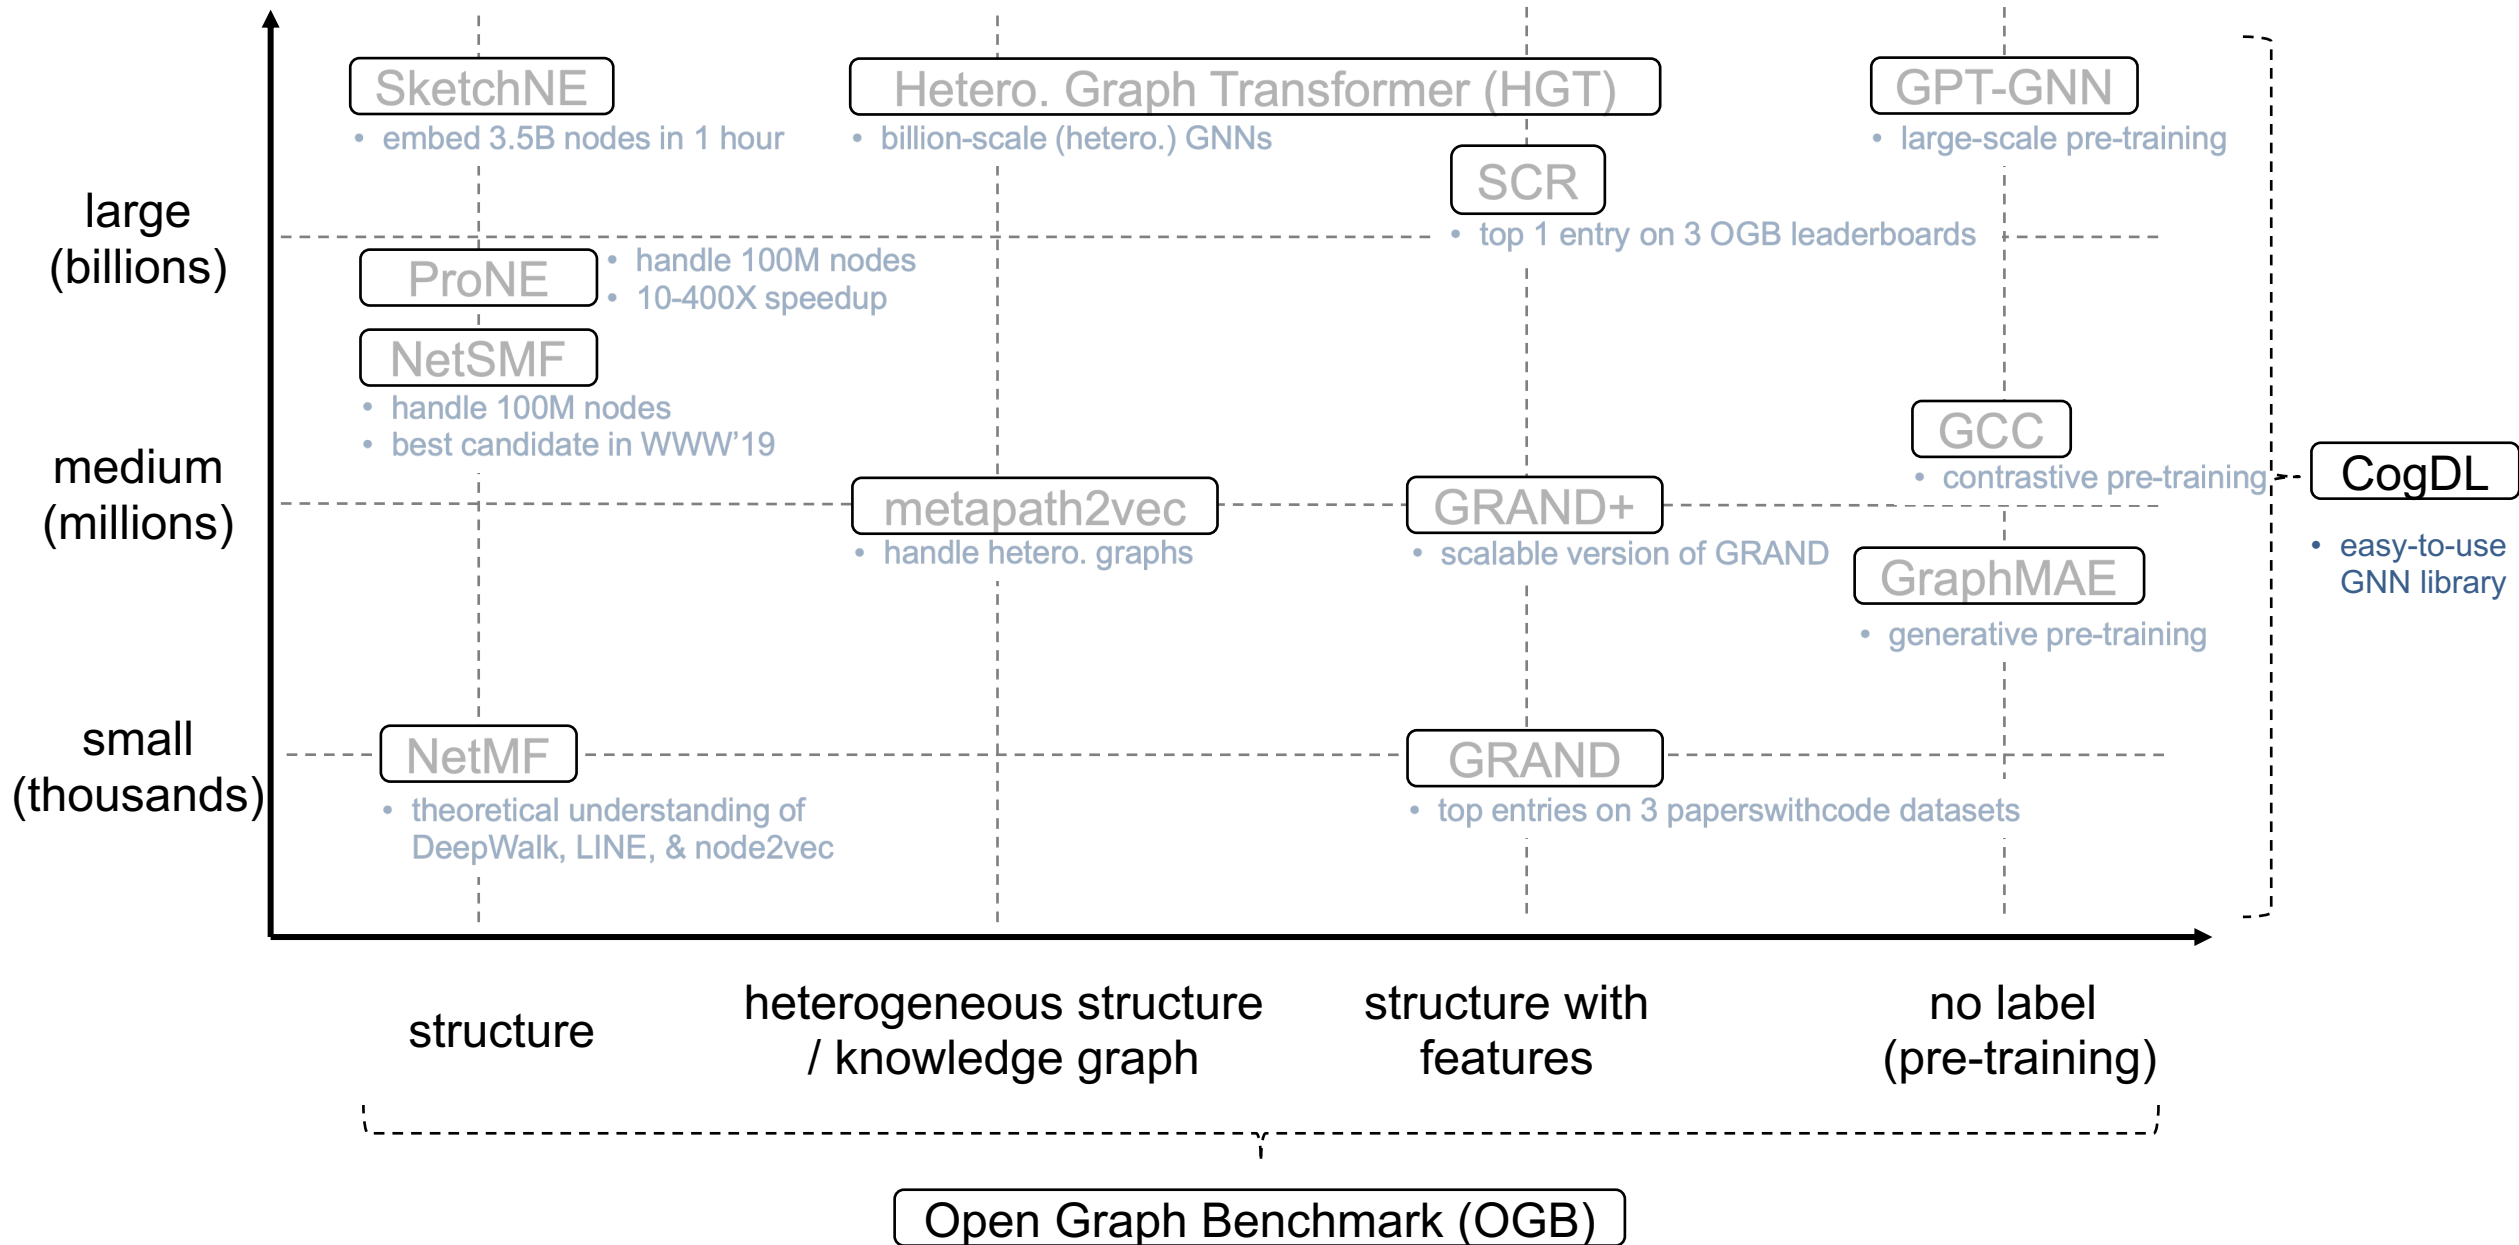 SketchNE
• embed 3.5B nodes in 1 hour
Hetero. Graph Transformer (HGT)
• billion-scale (hetero.) GNNs
GPT-GNN
• large-scale pre-training
SCR
• top 1 entry on 3 OGB leaderboards
large
(billions)
ProNE
• handle 100M nodes
• 10-400X speedup
NetSMF
• handle 100M nodes
• best candidate in WWW’19
GCC
• contrastive pre-training
medium
(millions)
metapath2vec
• handle hetero. graphs
GRAND+
• scalable version of GRAND
GraphMAE
• generative pre-training
CogDL
• easy-to-use
GNN library
small
(thousands)
NetMF
• theoretical understanding of
DeepWalk, LINE, & node2vec
GRAND
• top entries on 3 paperswithcode datasets
structure
heterogeneous structure
/ knowledge graph
structure with
features
no label
(pre-training)
Open Graph Benchmark (OGB)